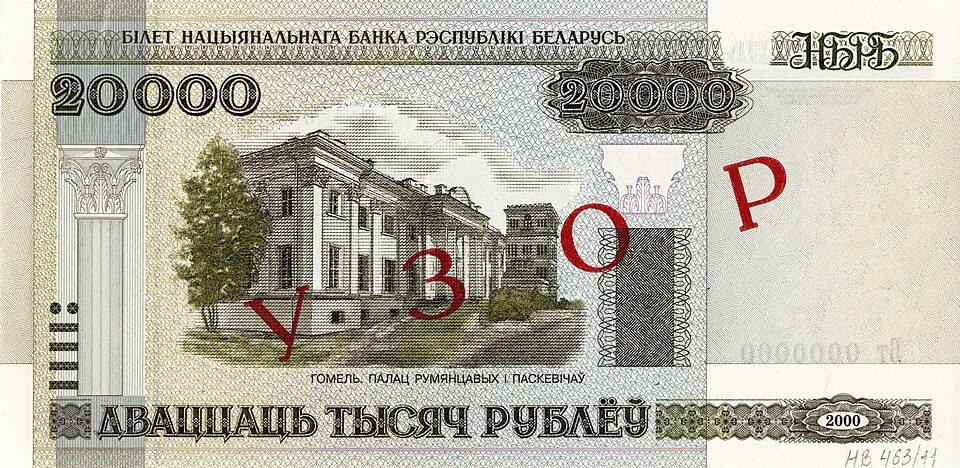 БІЛЕТ НАЦЫЯНАЛЬНАГА БАНКА РЭСПУБЛІКІ БЕЛАРУСЬ
НБРБ
20000
20000
УЗОР
Вт 0000000
ГОМЕЛЬ. ПАЛАЦ РУМЯНЦАВЫХ І ПАСКЕВІЧАЎ
ДВАЦЦАЦЬ ТЫСЯЧ РУБЛЁЎ
2000
НВ 463/11